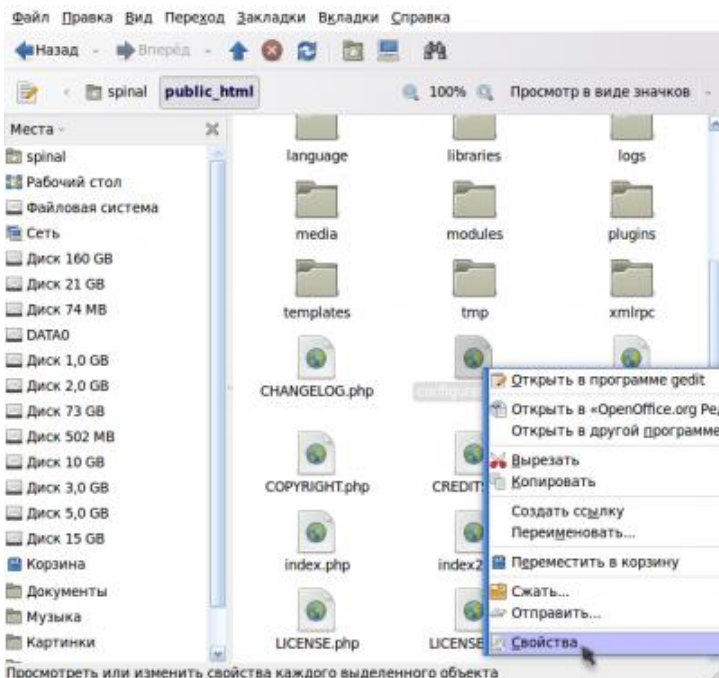 Файл Правка Вид Переход Закладки Вкладки Справка
Назад Вперёд
spinal public_html 100% Просмотр в виде значков
Места
spinal
Рабочий стол
Файловая система
Сеть
Диск 160 GB
Диск 21 GB
Диск 74 MB
DATA0
Диск 1,0 GB
Диск 2,0 GB
Диск 73 GB
Диск 502 MB
Диск 10 GB
Диск 3,0 GB
Диск 5,0 GB
Диск 15 GB
Корзина
Документы
Музыка
Картинки
language libraries logs
media modules plugins
templates tmp xmlrpc
CHANGELOG.php configura
COPYRIGHT.php CREDITS
index.php index2
LICENSE.php LICENSE
Открыть в программе gedit
Открыть в «OpenOffice.org Ре
Открыть в другой программе
Вырезать
Копировать
Создать ссылку
Переименовать...
Переместить в корзину
Сжать...
Отправить...
Свойства
Просмотреть или изменить свойства каждого выделенного объекта